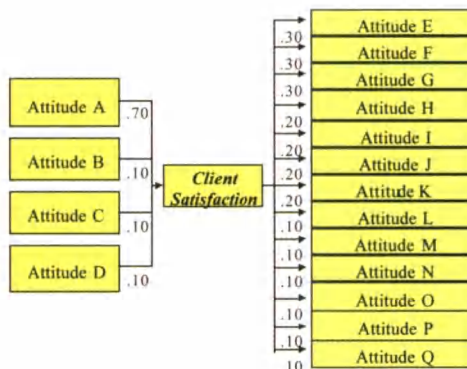 Attitude A
.70
Attitude B
.10
Attitude C
.10
Attitude D
.10
Client
Satisfaction
Attitude E
.30
Attitude F
.30
Attitude G
.30
Attitude H
.20
Attitude I
.20
Attitude J
.20
Attitude K
.20
Attitude L
.10
Attitude M
.10
Attitude N
.10
Attitude O
.10
Attitude P
.10
Attitude Q
.10